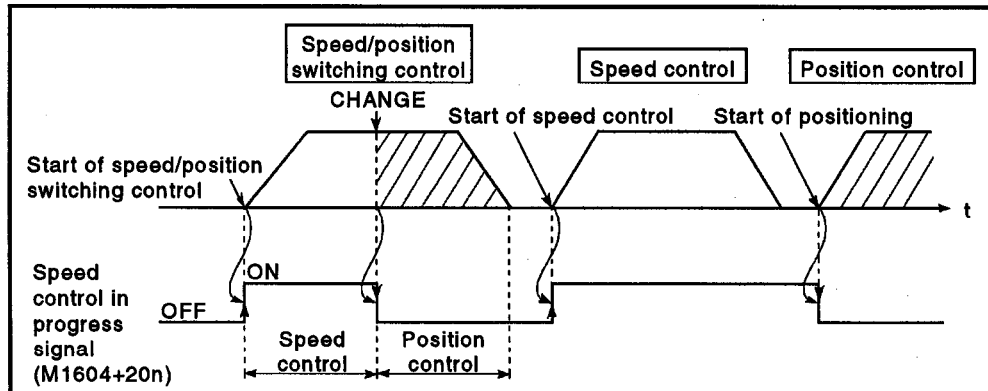 Speed/position
switching control
Speed control
Position control
CHANGE
Start of speed control
Start of positioning
Start of speed/position
switching control
t
Speed
control in
progress
signal
(M1604+20n)
ON
OFF
Speed
control
Position
control